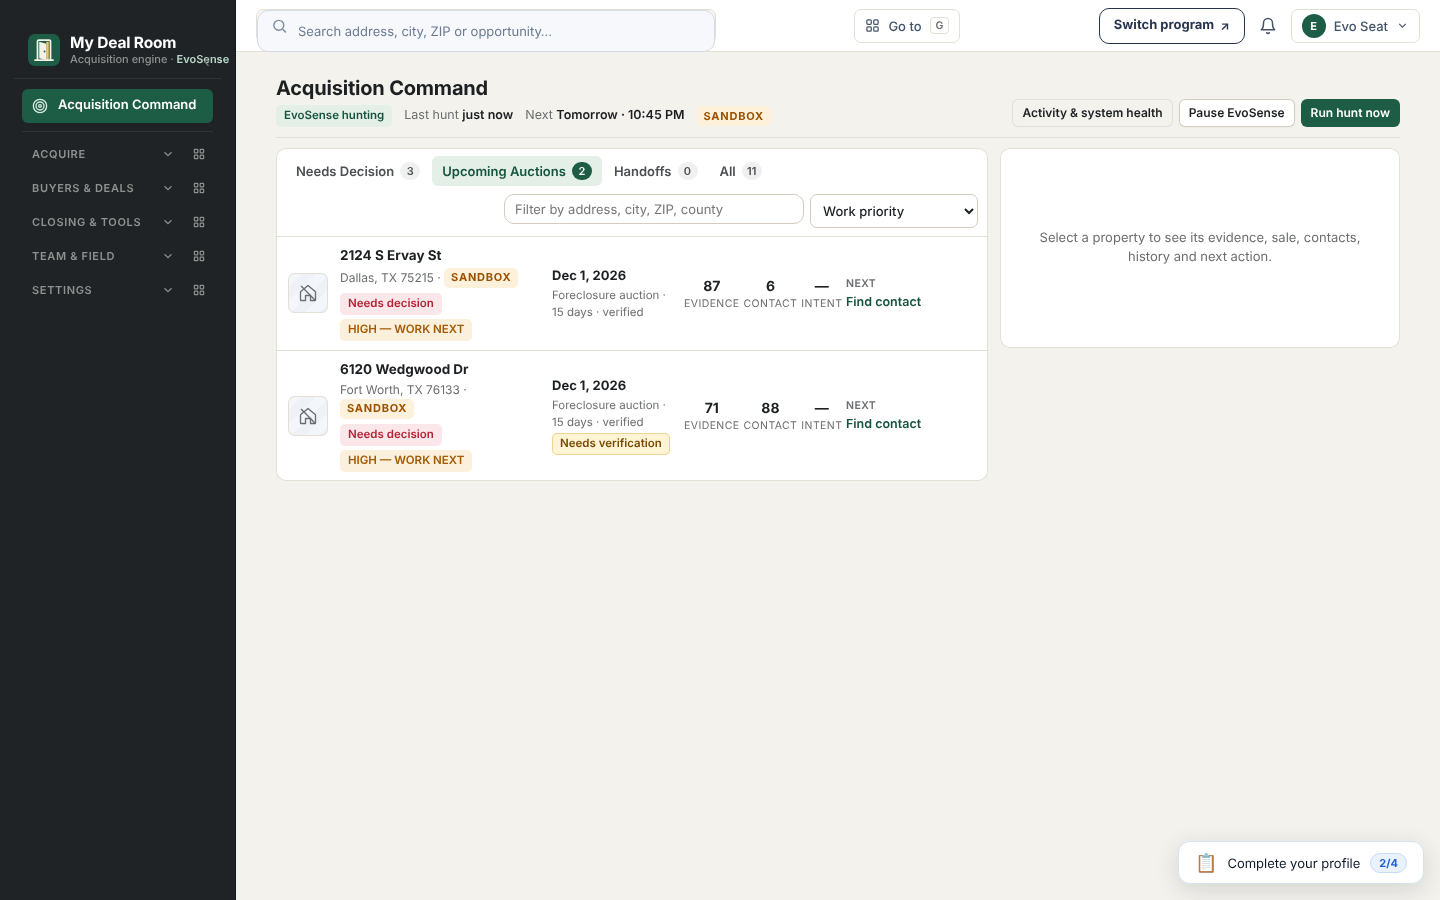 My Deal Room
Acquisition engine · EvoSense
Acquisition Command
ACQUIRE
BUYERS & DEALS
CLOSING & TOOLS
TEAM & FIELD
SETTINGS
Search address, city, ZIP or opportunity...
Go to G
Switch program
E Evo Seat
Acquisition Command
EvoSense hunting Last hunt just now Next Tomorrow · 10:45 PM SANDBOX
Activity & system health
Pause EvoSense
Run hunt now
Needs Decision 3
Upcoming Auctions 2
Handoffs 0
All 11
Filter by address, city, ZIP, county
Work priority
2124 S Ervay St
Dallas, TX 75215 · SANDBOX
Needs decision
HIGH — WORK NEXT
Dec 1, 2026
Foreclosure auction ·
15 days · verified
87 6 —
EVIDENCE CONTACT INTENT
NEXT
Find contact
6120 Wedgwood Dr
Fort Worth, TX 76133 ·
SANDBOX
Needs decision
HIGH — WORK NEXT
Dec 1, 2026
Foreclosure auction ·
15 days · verified
Needs verification
71 88 —
EVIDENCE CONTACT INTENT
NEXT
Find contact
Select a property to see its evidence, sale, contacts,
history and next action.
Complete your profile 2/4